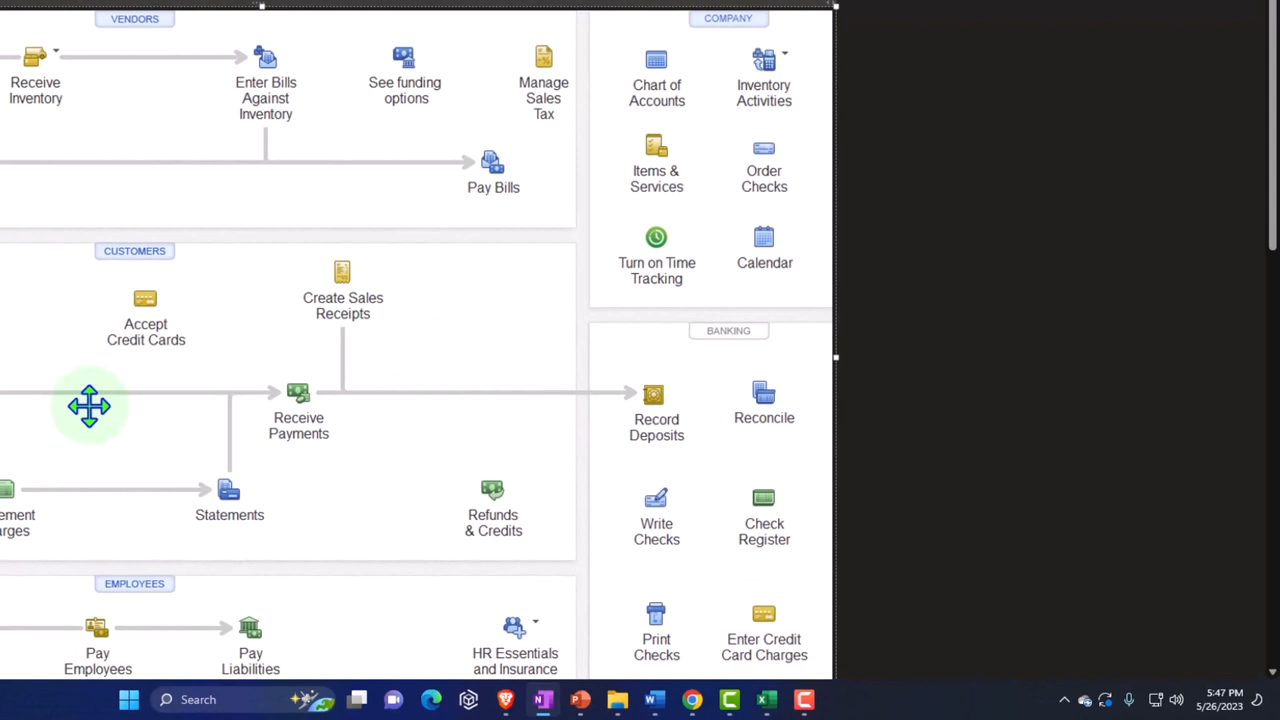 VENDORS
COMPANY
Receive
Inventory
Enter Bills
Against
Inventory
See funding
options
Manage
Sales
Tax
Chart of
Accounts
Inventory
Activities
Pay Bills
Items &
Services
Order
Checks
Turn on Time
Tracking
Calendar
CUSTOMERS
Create Sales
Receipts
Accept
Credit Cards
Receive
Payments
BANKING
Record
Deposits
Reconcile
ement
arges
Statements
Refunds
& Credits
Write
Checks
Check
Register
EMPLOYEES
Pay
Employees
Pay
Liabilities
HR Essentials
and Insurance
Print
Checks
Enter Credit
Card Charges
Search
5:47 PM
5/26/2023